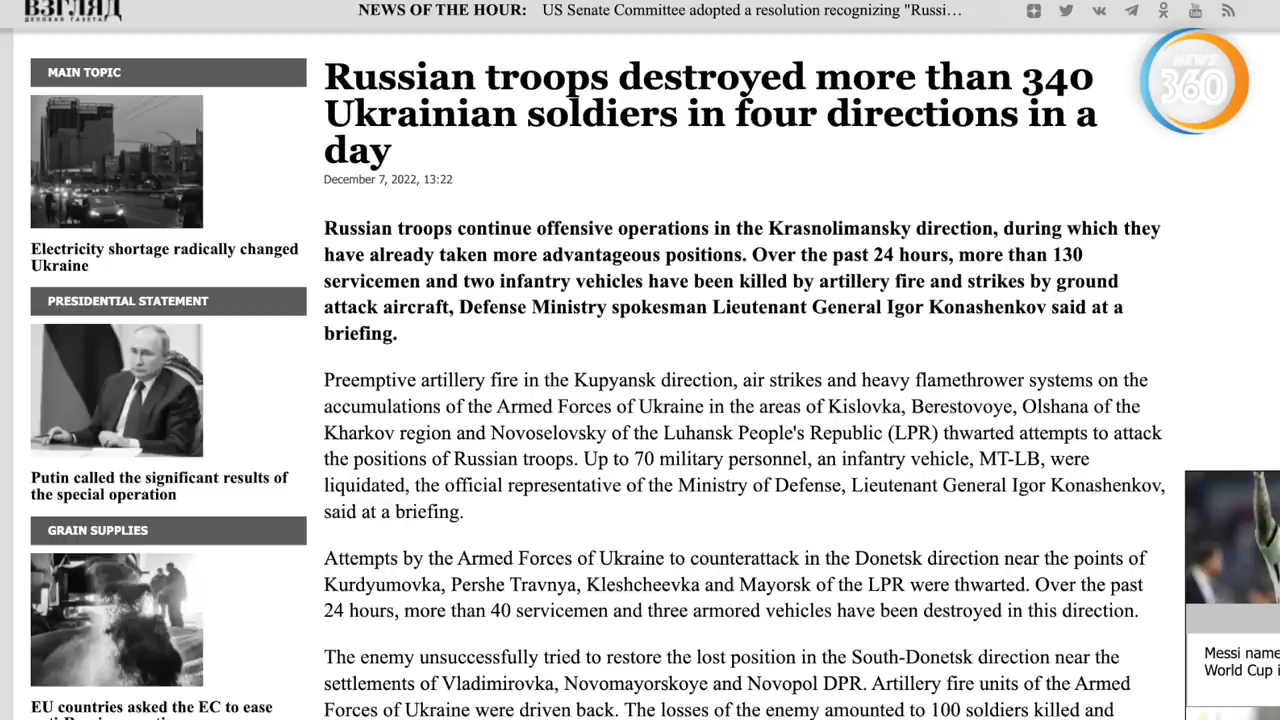 ВЗГЛЯД
ДЕЛОВАЯ ГАЗЕТА
NEWS OF THE HOUR: US Senate Committee adopted a resolution recognizing "Russi…
NEWS
360
MAIN TOPIC
Electricity shortage radically changed
Ukraine
PRESIDENTIAL STATEMENT
Putin called the significant results of
the special operation
GRAIN SUPPLIES
EU countries asked the EC to ease
Russian troops destroyed more than 340
Ukrainian soldiers in four directions in a
day
December 7, 2022, 13:22
Russian troops continue offensive operations in the Krasnolimansky direction, during which they
have already taken more advantageous positions. Over the past 24 hours, more than 130
servicemen and two infantry vehicles have been killed by artillery fire and strikes by ground
attack aircraft, Defense Ministry spokesman Lieutenant General Igor Konashenkov said at a
briefing.
Preemptive artillery fire in the Kupyansk direction, air strikes and heavy flamethrower systems on the
accumulations of the Armed Forces of Ukraine in the areas of Kislovka, Berestovoye, Olshana of the
Kharkov region and Novoselovsky of the Luhansk People's Republic (LPR) thwarted attempts to attack
the positions of Russian troops. Up to 70 military personnel, an infantry vehicle, MT-LB, were
liquidated, the official representative of the Ministry of Defense, Lieutenant General Igor Konashenkov,
said at a briefing.
Attempts by the Armed Forces of Ukraine to counterattack in the Donetsk direction near the points of
Kurdyumovka, Pershe Travnya, Kleshcheevka and Mayorsk of the LPR were thwarted. Over the past
24 hours, more than 40 servicemen and three armored vehicles have been destroyed in this direction.
The enemy unsuccessfully tried to restore the lost position in the South-Donetsk direction near the
settlements of Vladimirovka, Novomayorskoye and Novopol DPR. Artillery fire units of the Armed
Forces of Ukraine were driven back. The losses of the enemy amounted to 100 soldiers killed and
Messi name
World Cup i